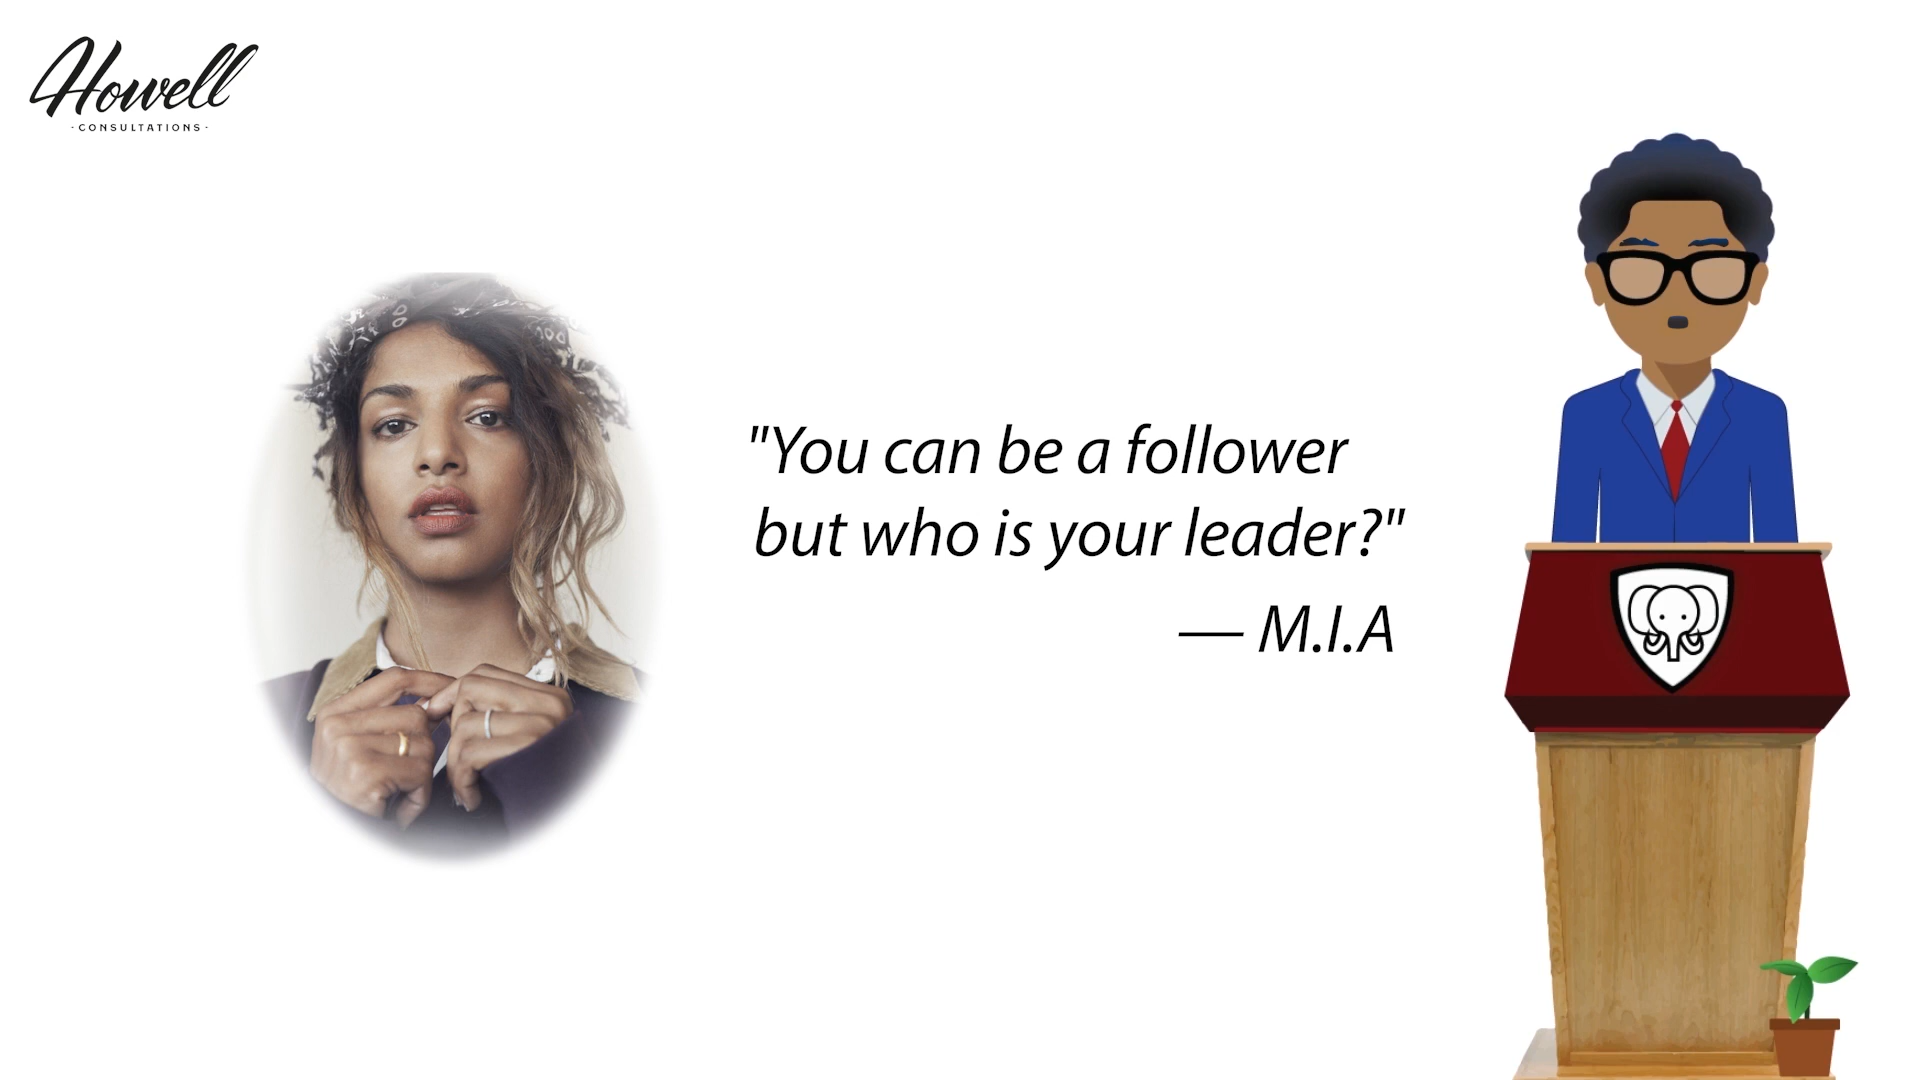 Howell
·CONSULTATIONS·
"You can be a follower
but who is your leader?"
— M.I.A